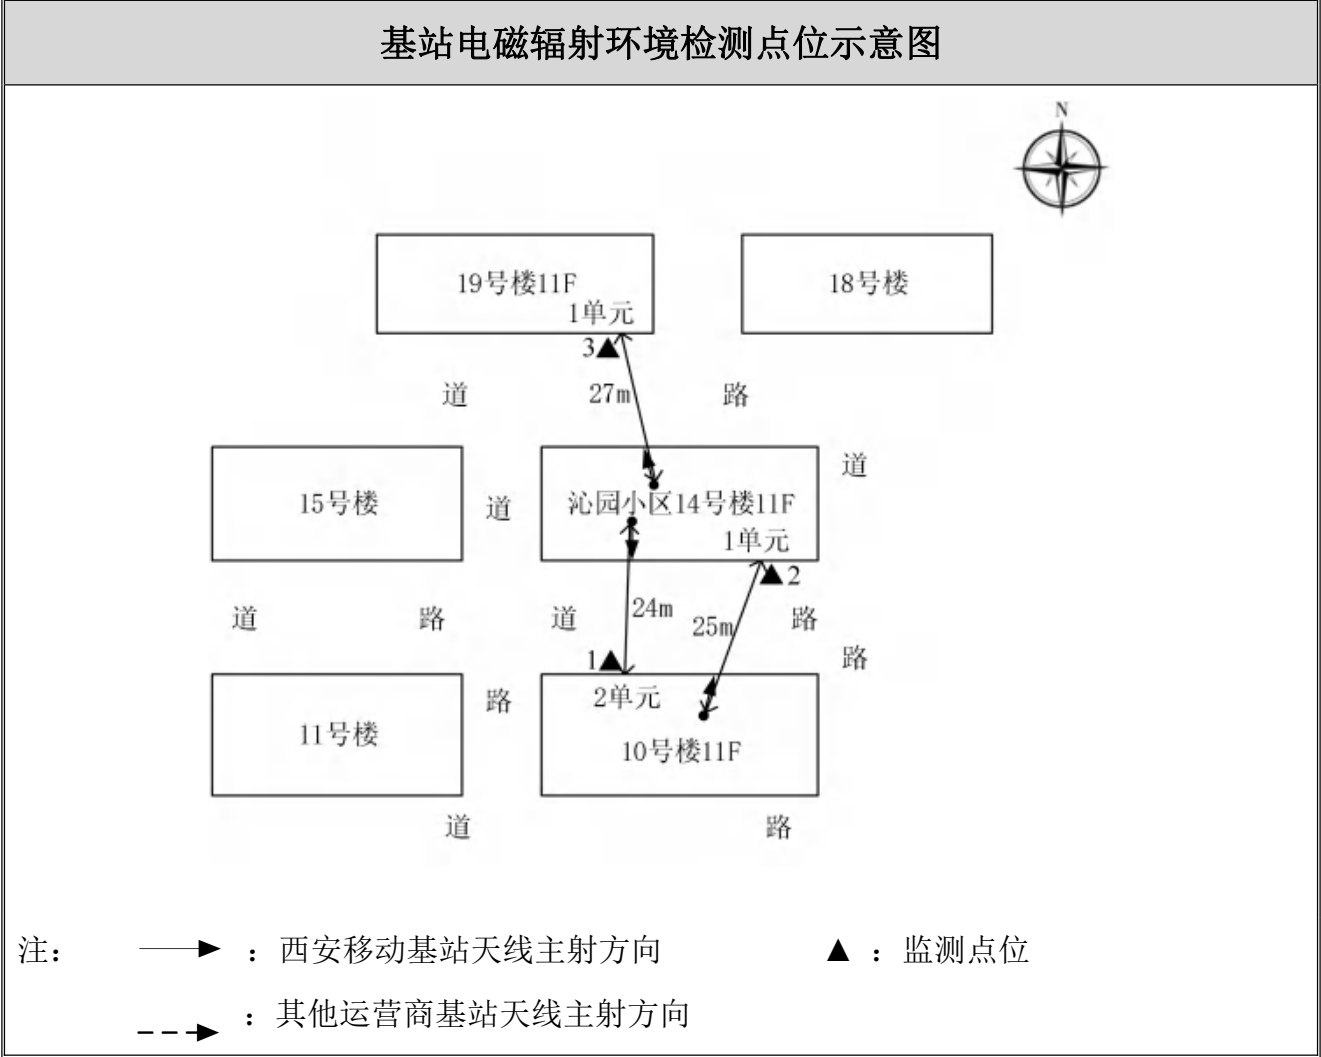 基站电磁辐射环境检测点位示意图
N
19号楼11F
1单元
18号楼
3
27m
道 路
道
15号楼
道
沁园小区14号楼11F
1单元
2
道 路
道 路
24m
25m
路
1
2单元
路
11号楼
10号楼11F
道 路
注：
：西安移动基站天线主射方向
▲：监测点位
：其他运营商基站天线主射方向